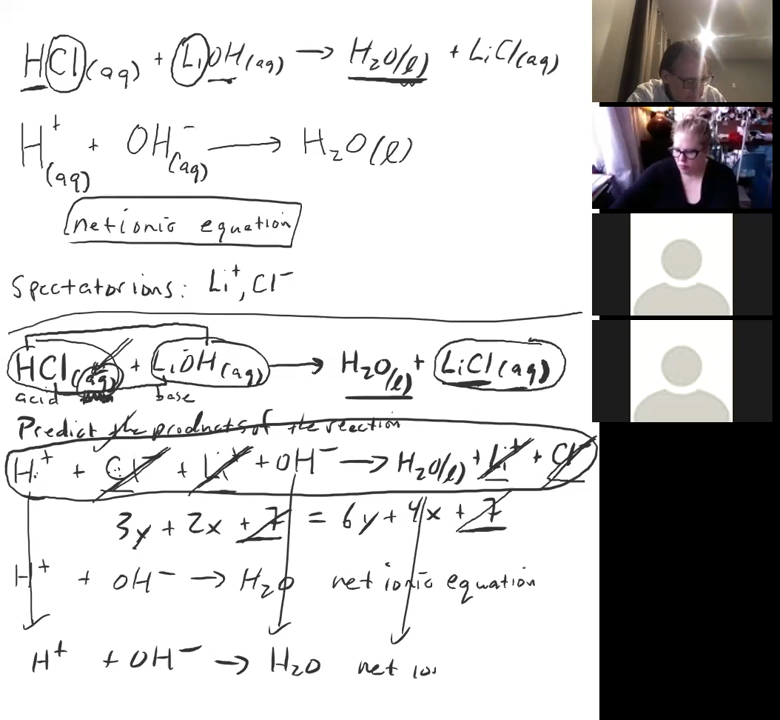 HCl(aq) + LiOH(aq) → H₂O(l) + LiCl(aq)
H⁺(aq) + OH⁻(aq) → H₂O(l)
net ionic equation
Spectator ions: Li⁺, Cl⁻
HCl(aq) + LiOH(aq) → H₂O(l) + LiCl(aq)
acid base
Predict the products of the reaction
H⁺ + Cl⁻ + Li⁺ + OH⁻ → H₂O(l) + Li⁺ + Cl⁻
3y + 2x + 7 = 6y + 4x + 7
H⁺ + OH⁻ → H₂O net ionic equation
H⁺ + OH⁻ → H₂O net ion